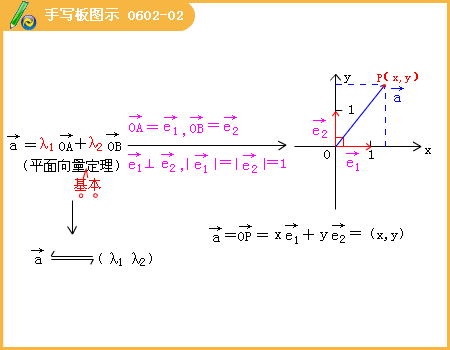 手写板图示 0602-02
a = λ₁ OA + λ₂ OB
(平面向量定理)
基本
OA = e₁, OB = e₂
e₁⊥e₂, |e₁|=|e₂|=1
a (λ₁ λ₂)
y
P(x,y)
a
1
e₂
O e₁ 1 x
a = OP = x e₁ + y e₂ = (x,y)